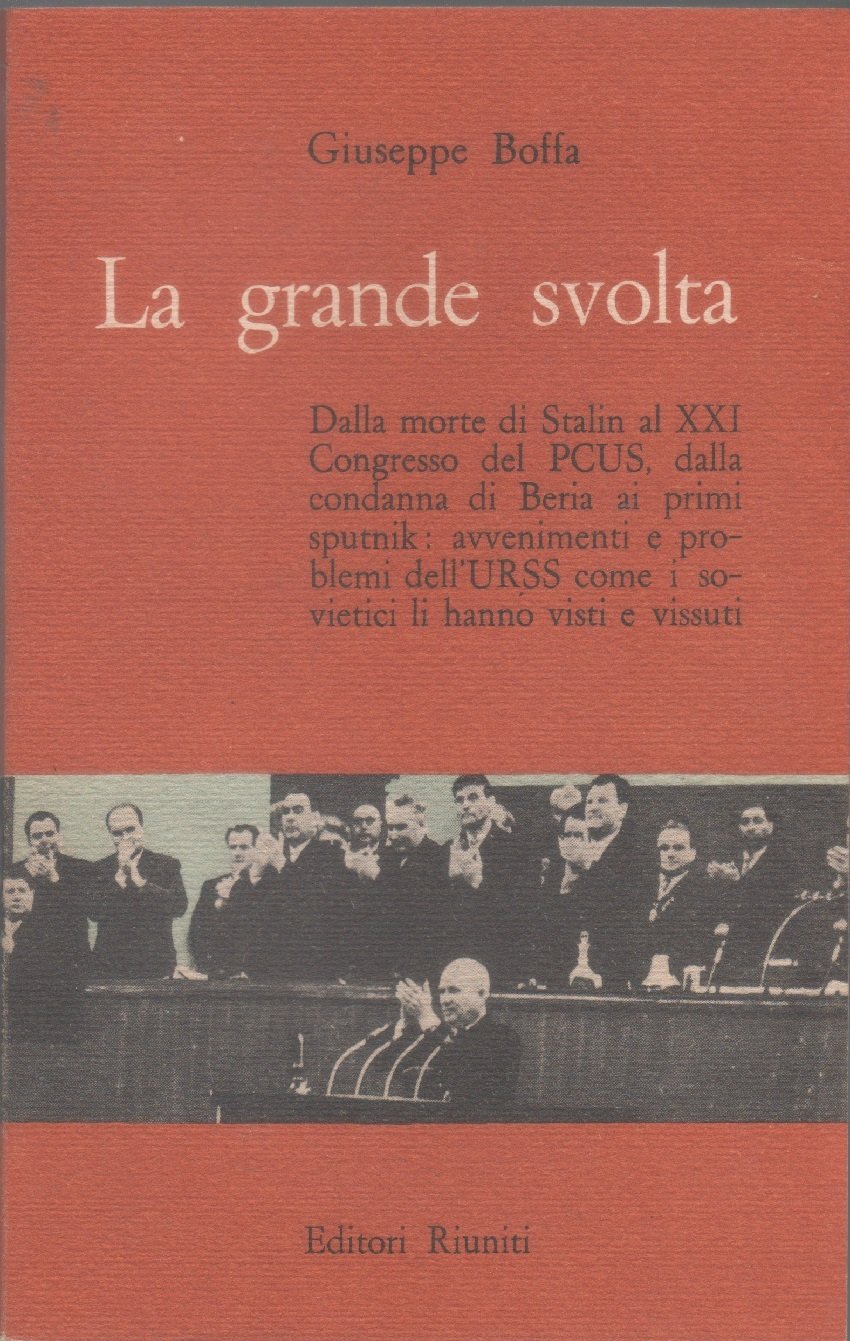 Giuseppe Boffa
La grande svolta
Dalla morte di Stalin al XXI
Congresso del PCUS, dalla
condanna di Beria ai primi
sputnik: avvenimenti e pro-
blemi dell'URSS come i so-
vietici li hanno visti e vissuti
Editori Riuniti